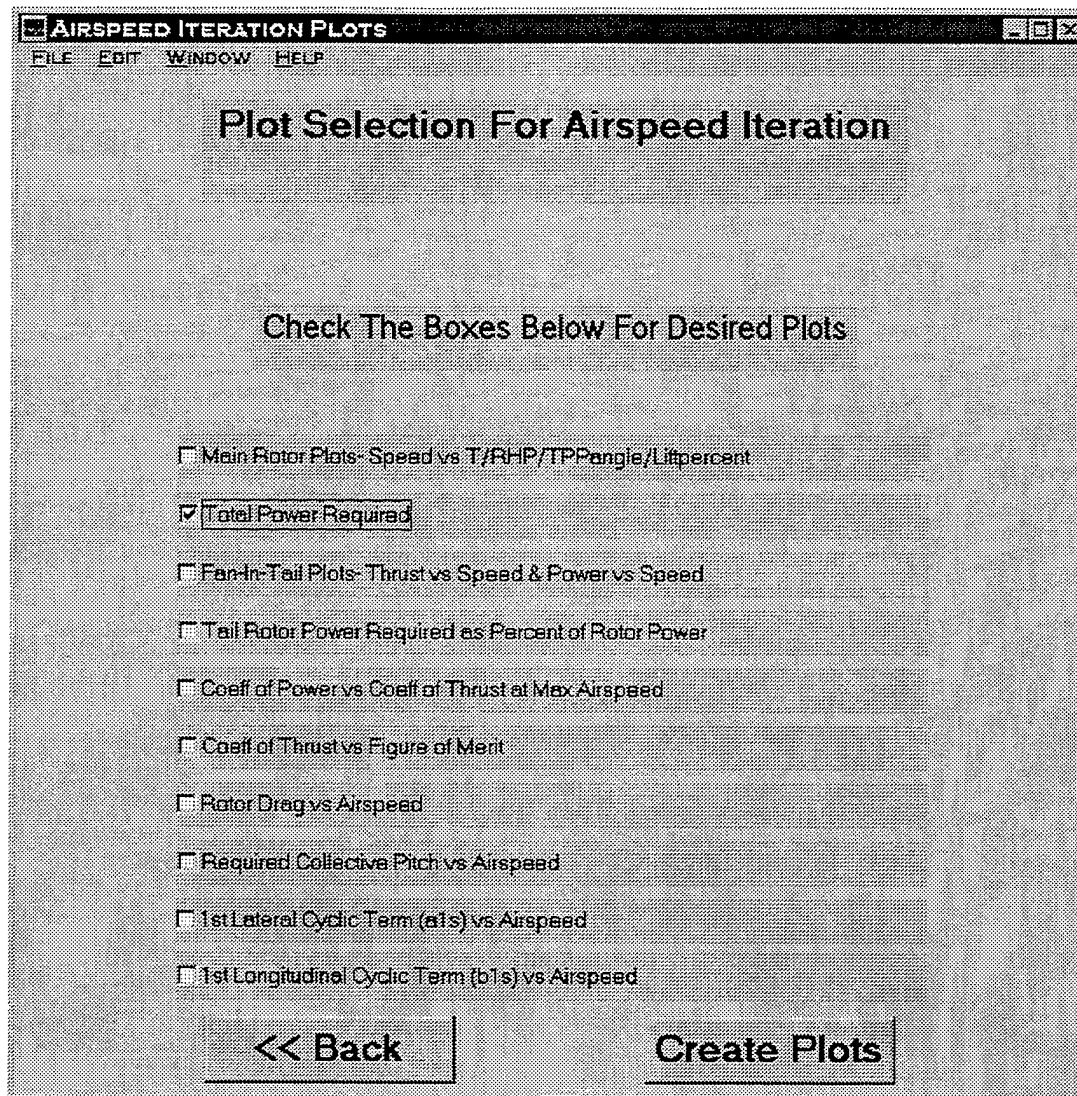 AIRSPEED ITERATION PLOTS
FILE EDIT WINDOW HELP
Plot Selection For Airspeed Iteration
Check The Boxes Below For Desired Plots
Main Rotor Plots- Speed vs T/RHP/TPPangle/Liftpercent
Total Power Required
Fan-In-Tail Plots- Thrust vs Speed & Power vs Speed
Tail Rotor Power Required as Percent of Rotor Power
Coeff of Power vs Coeff of Thrust at Max Airspeed
Coeff of Thrust vs Figure of Merit
Rotor Drag vs Airspeed
Required Collective Pitch vs Airspeed
1st Lateral Cyclic Term (a1s) vs Airspeed
1st Longitudinal Cyclic Term (b1s) vs Airspeed
<< Back Create Plots